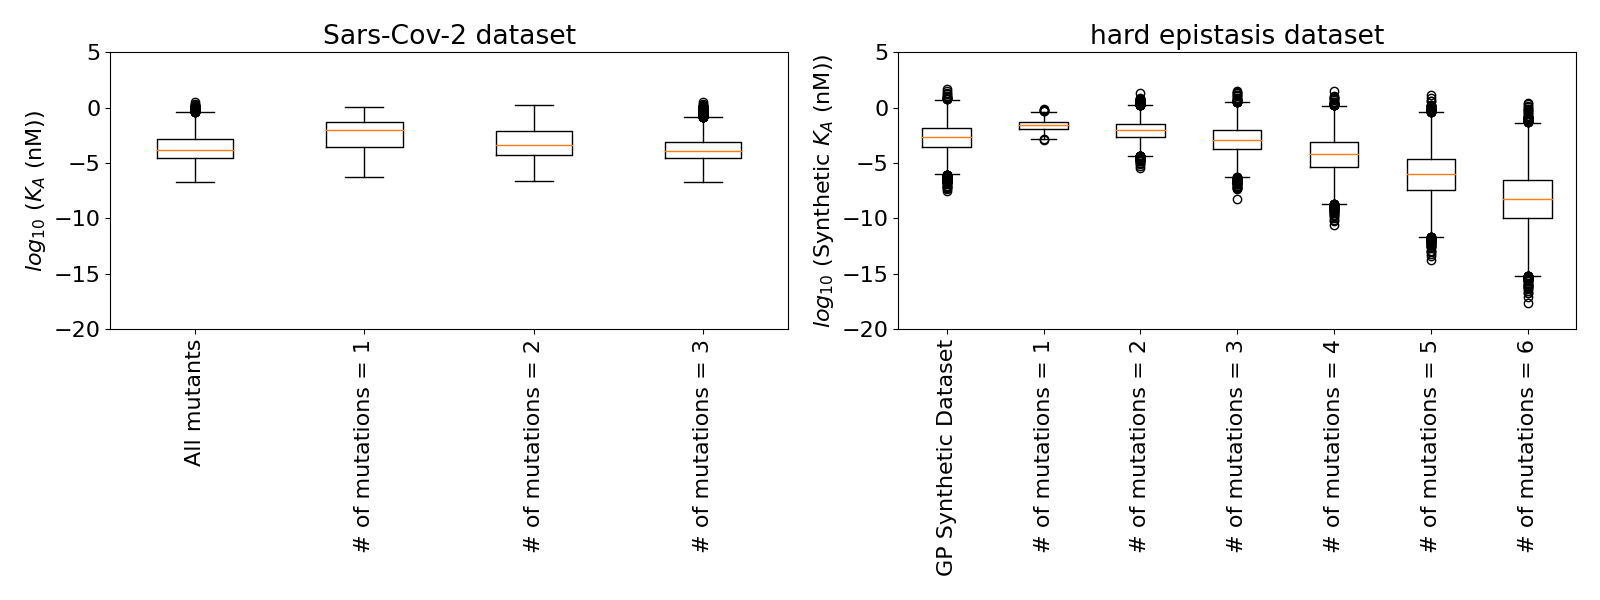 Sars-Cov-2 dataset
log10 (KA (nM))
5
0
−5
−10
−15
−20
All mutants
# of mutations = 1
# of mutations = 2
# of mutations = 3
hard epistasis dataset
log10 (Synthetic KA (nM))
5
0
−5
−10
−15
−20
GP Synthetic Dataset
# of mutations = 1
# of mutations = 2
# of mutations = 3
# of mutations = 4
# of mutations = 5
# of mutations = 6